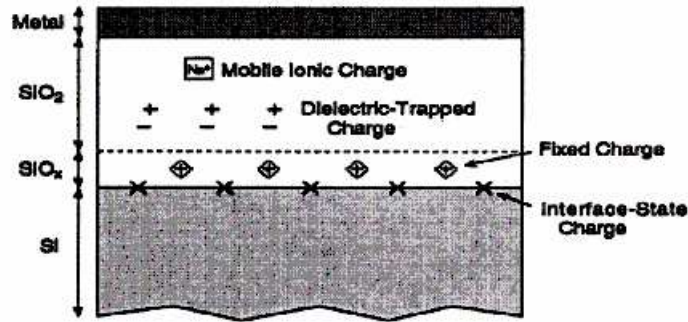 Metal
Na+ Mobile Ionic Charge
SiO2
+ + + Dielectric-Trapped
− − − Charge
Fixed Charge
SiOx
+ + + +
Interface-State
Charge
Si